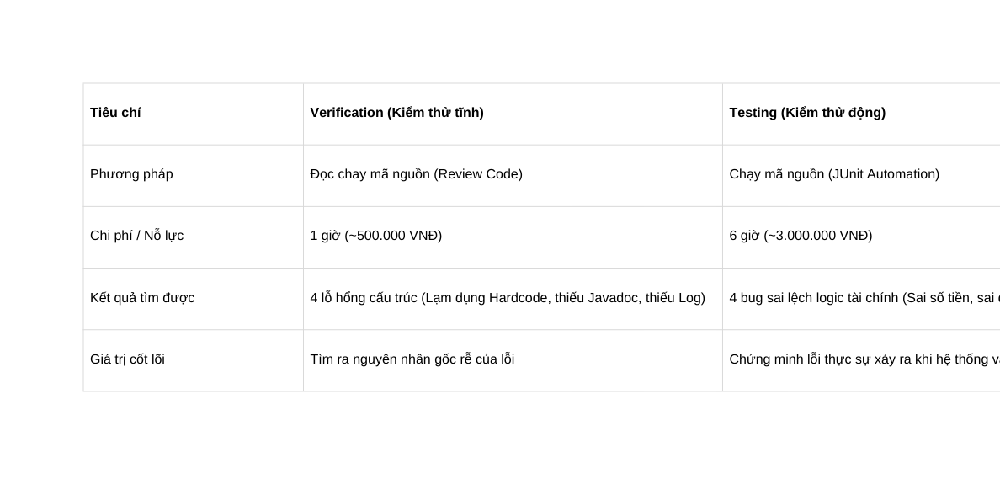 Tiêu chí Verification (Kiểm thử tĩnh) Testing (Kiểm thử động)
Phương pháp Đọc chay mã nguồn (Review Code) Chạy mã nguồn (JUnit Automation)
Chi phí / Nỗ lực 1 giờ (~500.000 VNĐ) 6 giờ (~3.000.000 VNĐ)
Kết quả tìm được 4 lỗ hổng cấu trúc (Lạm dụng Hardcode, thiếu Javadoc, thiếu Log) 4 bug sai lệch logic tài chính (Sai số tiền, sai
Giá trị cốt lõi Tìm ra nguyên nhân gốc rễ của lỗi Chứng minh lỗi thực sự xảy ra khi hệ thống